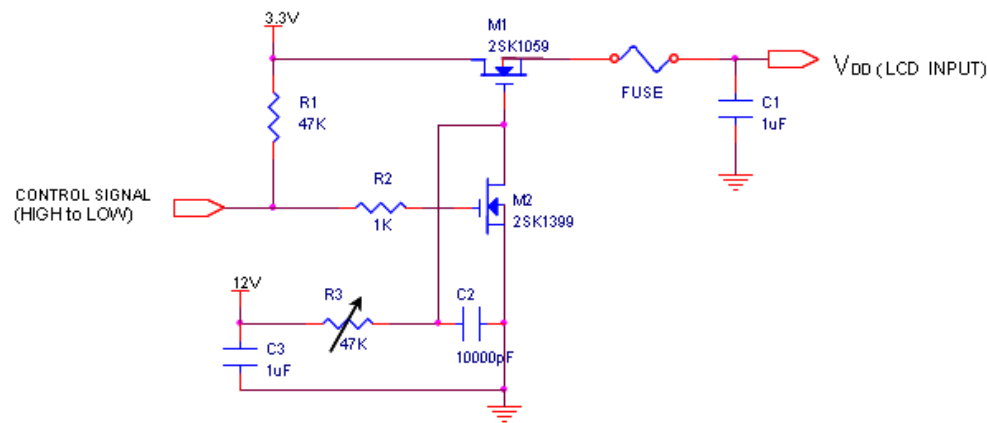 3.3V
M1
2SK1059
R1
47K
FUSE
VDD (LCD INPUT)
C1
1uF
CONTROL SIGNAL
(HIGH to LOW)
R2
1K
M2
2SK1399
12V
R3
47K
C2
10000pF
C3
1uF